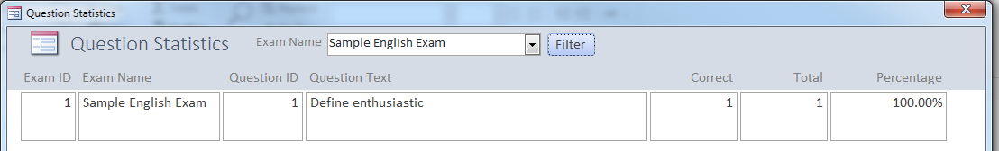 Question Statistics
Question Statistics Exam Name Sample English Exam Filter
Exam ID Exam Name Question ID Question Text Correct Total Percentage
1 Sample English Exam 1 Define enthusiastic 1 1 100.00%